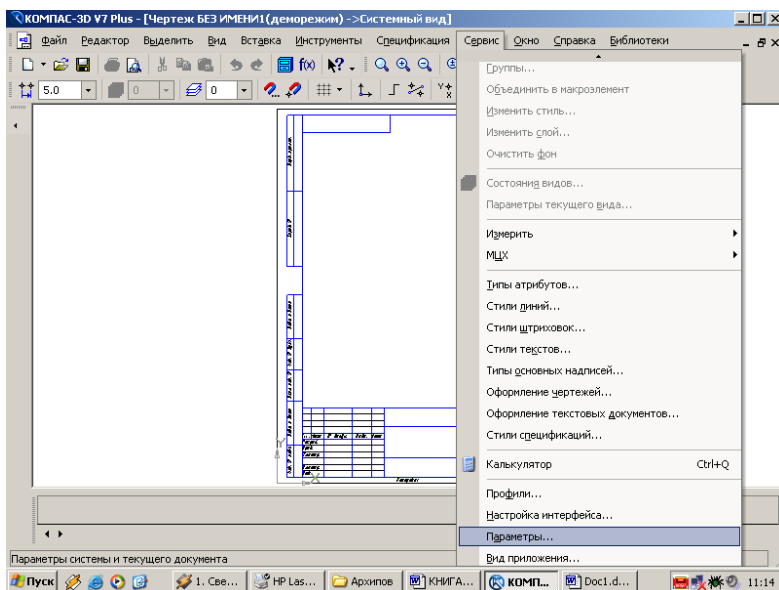 КОМПАС-3D V7 Plus - [Чертеж БЕЗ ИМЕНИ1(деморежим) ->Системный вид]
Файл Редактор Выделить Вид Вставка Инструменты Спецификация Сервис Окно Справка Библиотеки
5.0 0 0
Группы...
Объединить в макроэлемент
Изменить стиль...
Изменить слой...
Очистить фон
Состояния видов...
Параметры текущего вида...
Измерить
МЦХ
Типы атрибутов...
Стили линий...
Стили штриховок...
Стили текстов...
Типы основных надписей...
Оформление чертежей...
Оформление текстовых документов...
Стили спецификаций...
Калькулятор Ctrl+Q
Профили...
Настройка интерфейса...
Параметры...
Вид приложения...
Параметры системы и текущего документа
Пуск 1. Све... HP Las... Архипов КНИГА... КОМП... Doc1.d... 11:14